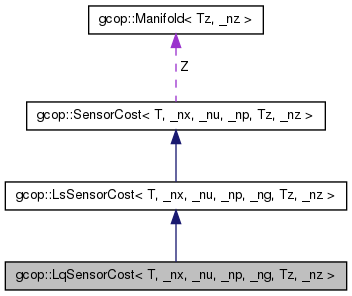 gcop::Manifold< Tz, _nz >
Z
gcop::SensorCost< T, _nx, _nu, _np, Tz, _nz >
gcop::LsSensorCost< T, _nx, _nu, _np, _ng, Tz, _nz >
gcop::LqSensorCost< T, _nx, _nu, _np, _ng, Tz, _nz >